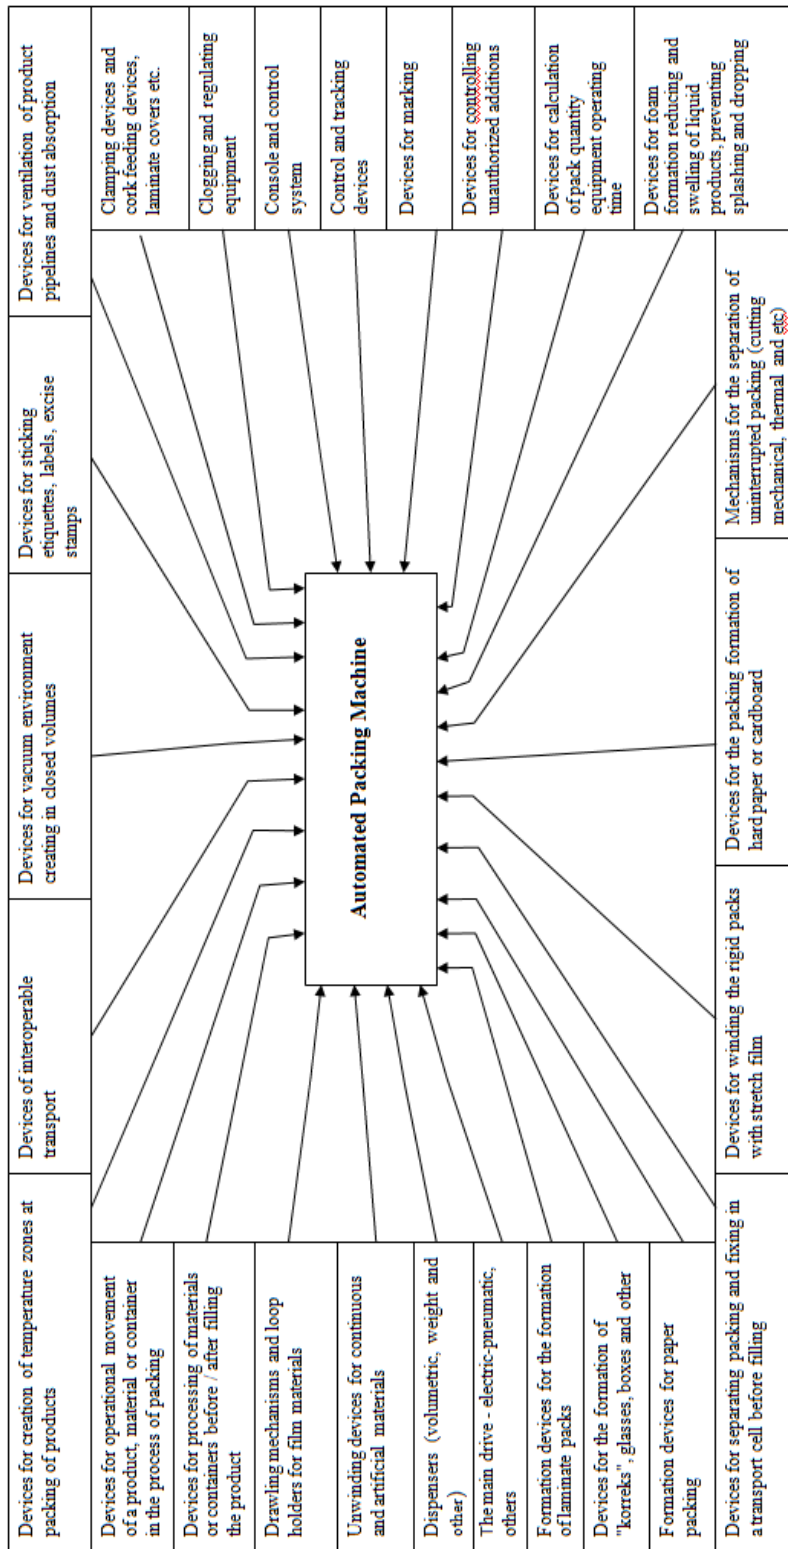 Devices for creation of temperature zones at
packing of products
Devices of interoperable
transport
Devices for vacuum environment
creating in closed volumes
Devices for sticking
etiquettes, labels, excise
stamps
Devices for ventilation of product
pipelines and dust absorption
Devices for operational movement
of a product, material or container
in the process of packing
Devices for processing of materials
or containers before / after filling
the product
Drawling mechanisms and loop
holders for film materials
Unwinding devices for continuous
and artificial materials
Dispensers (volumetric, weight and
other)
The main drive - electric-pneumatic,
others
Formation devices for the formation
of laminate packs
Devices for the formation of
"korreks", glasses, boxes and other
Formation devices for paper
packing
Automated Packing Machine
Clamping devices and
cork feeding devices,
laminate covers etc.
Clogging and regulating
equipment
Console and control
system
Control and tracking
devices
Devices for marking
Devices for controlling
unauthorized additions
Devices for calculation
of pack quantity
equipment operating
time
Devices for foam
formation reducing and
swelling of liquid
products, preventing
splashing and dropping
Devices for separating packing and fixing in
a transport cell before filling
Devices for winding the rigid packs
with stretch film
Devices for the packing formation of
hard paper or cardboard
Mechanisms for the separation of
uninterrupted packing (cutting
mechanical, thermal and etc)